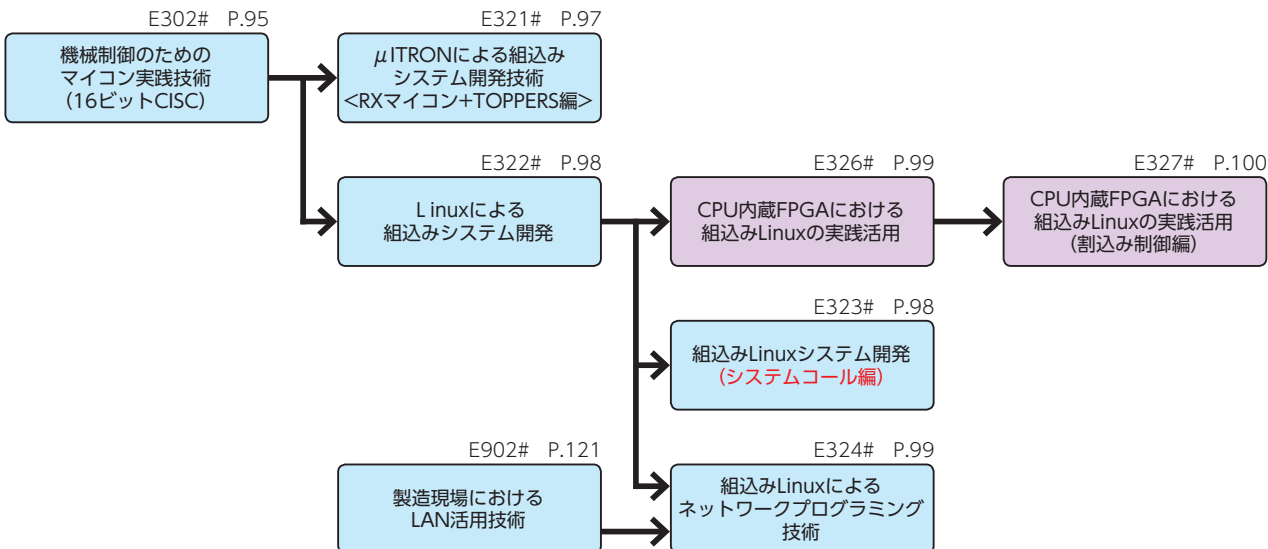 E302# P.95
機械制御のための
マイコン実践技術
(16ビットCISC)
E321# P.97
μITRONによる組込み
システム開発技術
<RXマイコン+TOPPERS編>
E322# P.98
Linuxによる
組込みシステム開発
E326# P.99
CPU内蔵FPGAにおける
組込みLinuxの実践活用
E327# P.100
CPU内蔵FPGAにおける
組込みLinuxの実践活用
(割込み制御編)
E323# P.98
組込みLinuxシステム開発
(システムコール編)
E902# P.121
製造現場における
LAN活用技術
E324# P.99
組込みLinuxによる
ネットワークプログラミング
技術